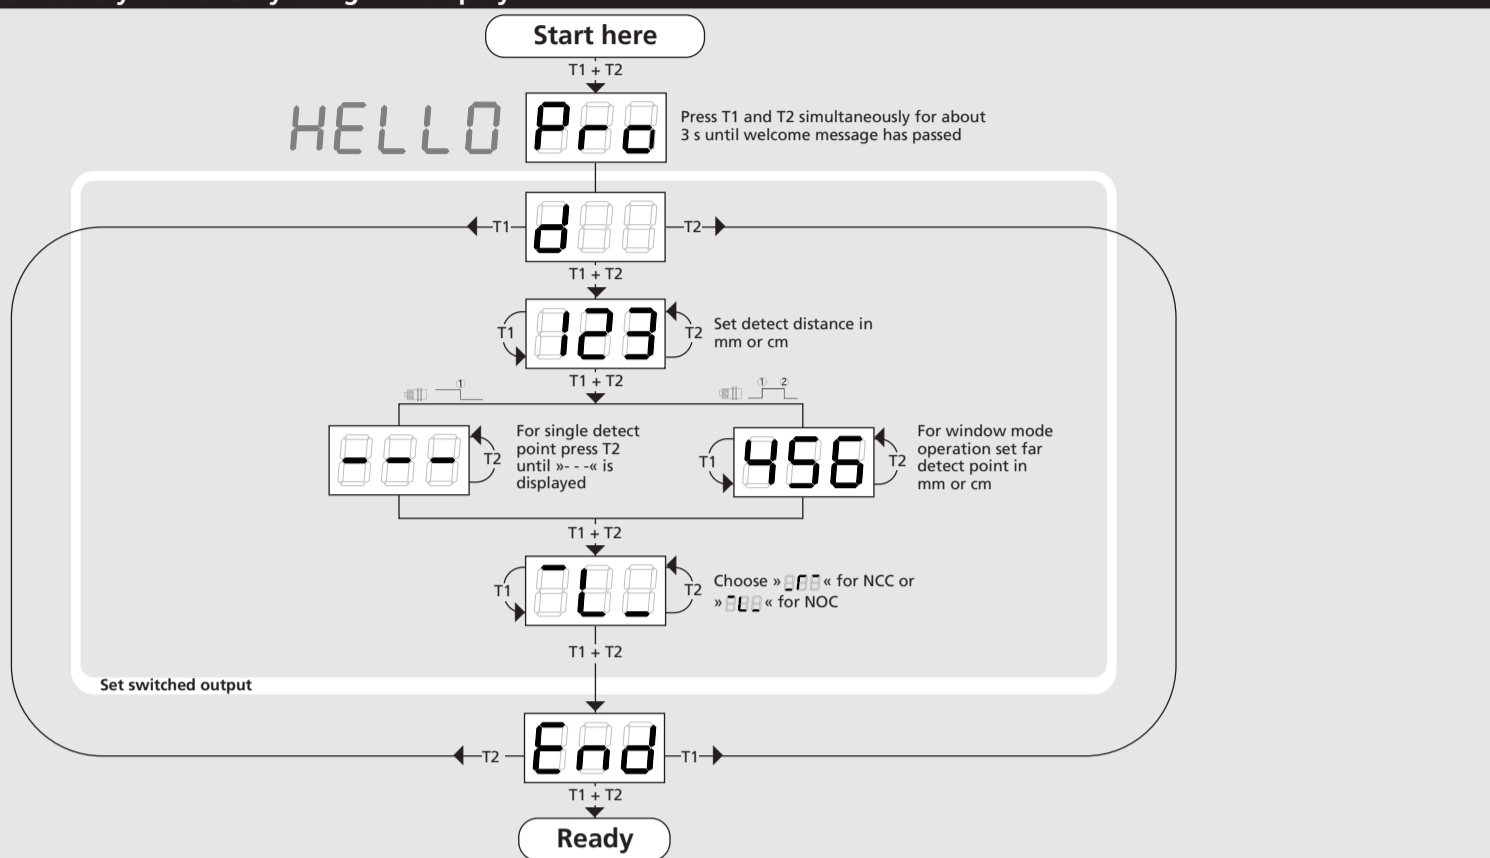 Start here
T1 + T2
HELLO
Pro
Press T1 and T2 simultaneously for about
3 s until welcome message has passed
T1
d
T2
T1 + T2
T1
123
T2
Set detect distance in
mm or cm
T1 + T2
①
① ②
- - -
T2
For single detect
point press T2
until »- - -« is
displayed
T1
456
T2
For window mode
operation set far
detect point in
mm or cm
T1 + T2
T1
T2
Choose » _┌¯ « for NCC or
» ¯L_ « for NOC
T1 + T2
Set switched output
T2
End
T1
T1 + T2
Ready